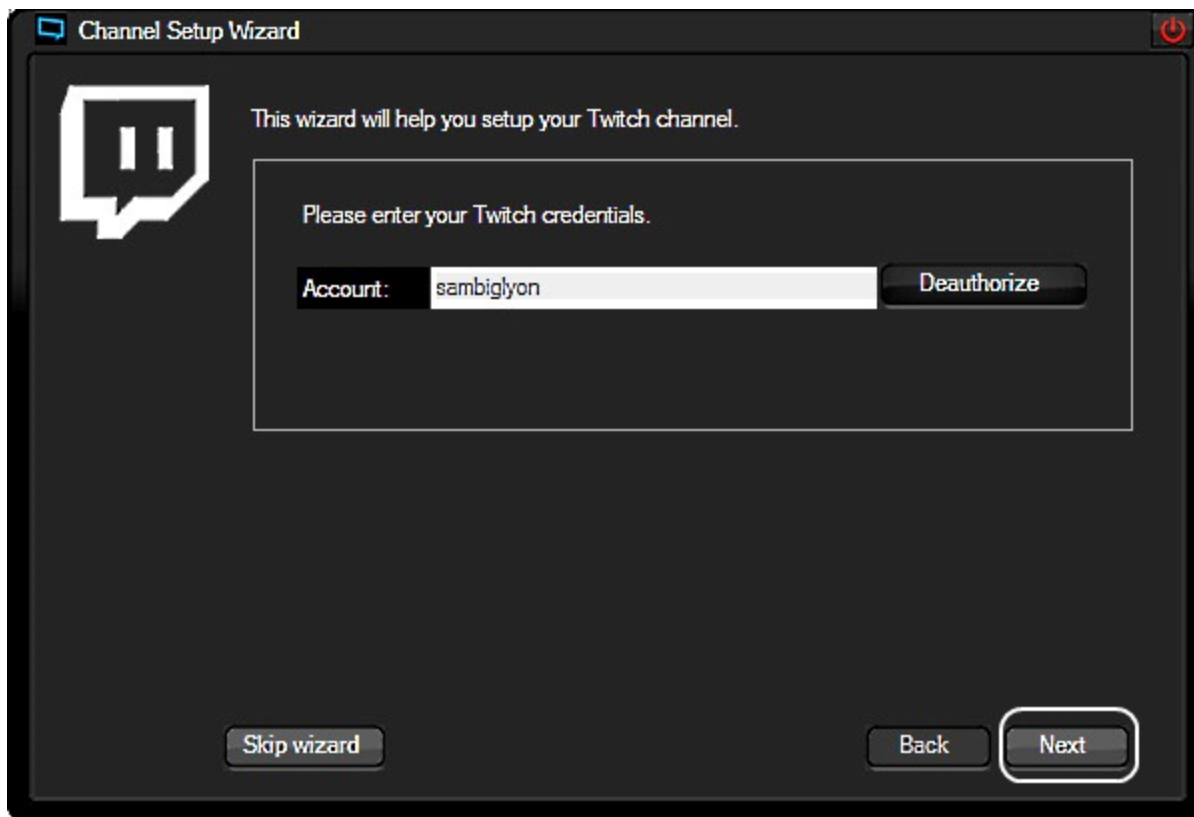 Channel Setup Wizard
This wizard will help you setup your Twitch channel.
Please enter your Twitch credentials.
Account: sambiglyon Deauthorize
Skip wizard Back Next